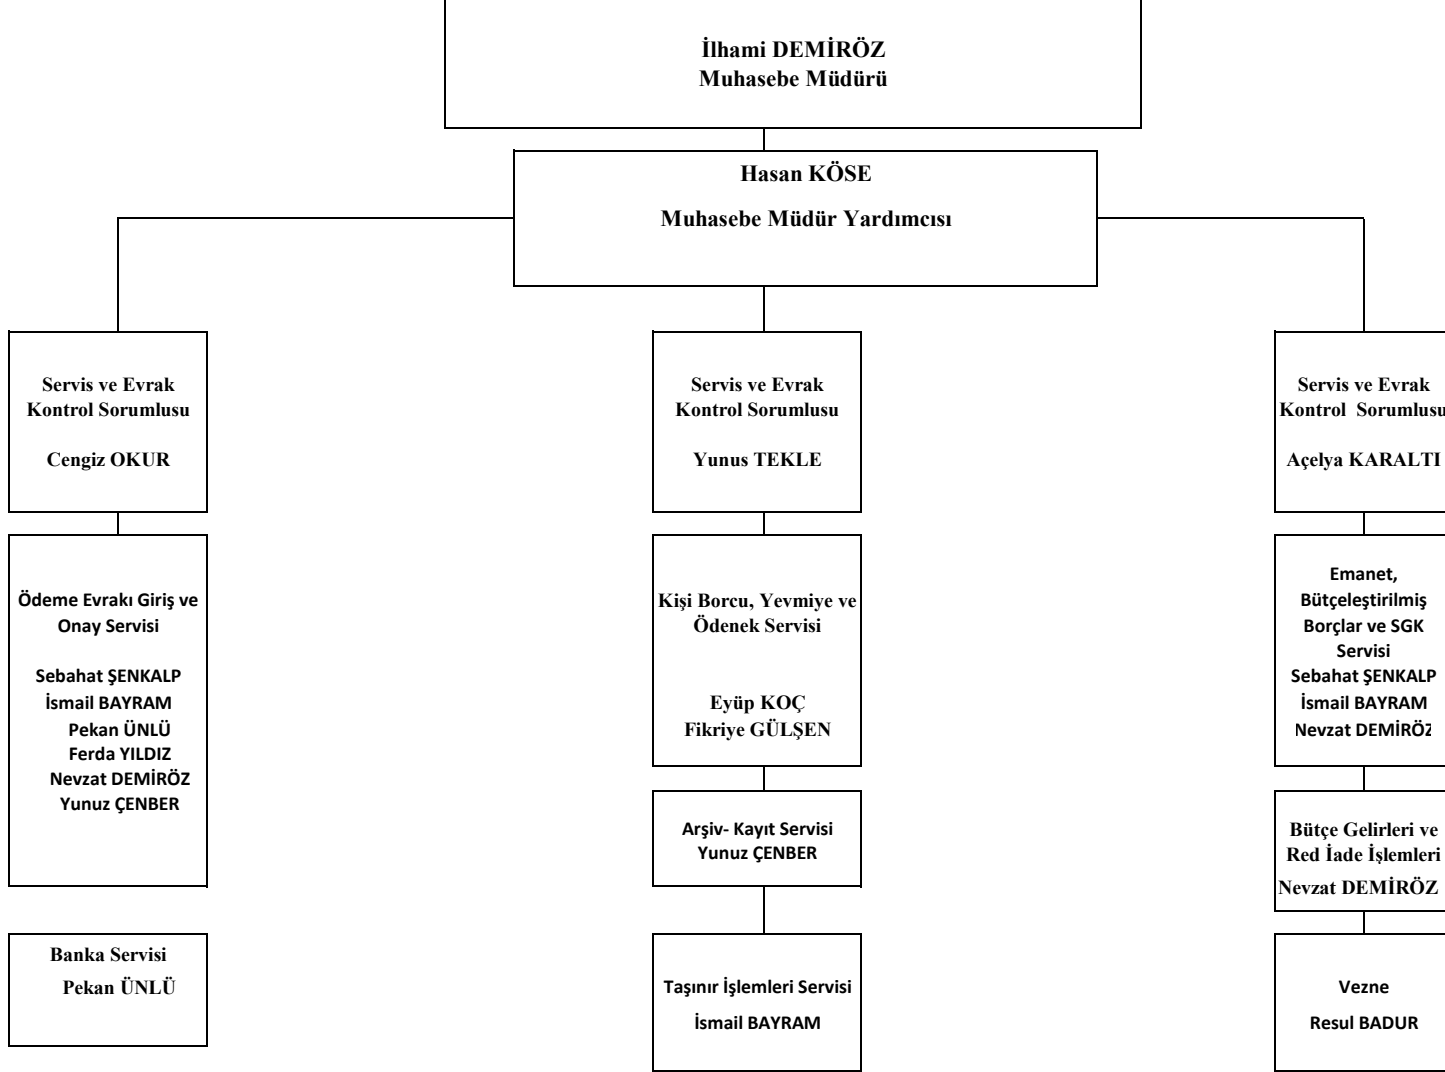 İlhami DEMİRÖZ
Muhasebe Müdürü
Hasan KÖSE
Muhasebe Müdür Yardımcısı
Servis ve Evrak
Kontrol Sorumlusu
Cengiz OKUR
Servis ve Evrak
Kontrol Sorumlusu
Yunus TEKLE
Servis ve Evrak
Kontrol Sorumlusu
Açelya KARALTI
Ödeme Evrakı Giriş ve
Onay Servisi
Sebahat ŞENKALP
İsmail BAYRAM
Pekan ÜNLÜ
Ferda YILDIZ
Nevzat DEMİRÖZ
Yunuz ÇENBER
Kişi Borcu, Yevmiye ve
Ödenek Servisi
Eyüp KOÇ
Fikriye GÜLŞEN
Emanet,
Bütçeleştirilmiş
Borçlar ve SGK
Servisi
Sebahat ŞENKALP
İsmail BAYRAM
Nevzat DEMİRÖZ
Arşiv- Kayıt Servisi
Yunuz ÇENBER
Bütçe Gelirleri ve
Red İade İşlemleri
Nevzat DEMİRÖZ
Banka Servisi
Pekan ÜNLÜ
Taşınır İşlemleri Servisi
İsmail BAYRAM
Vezne
Resul BADUR